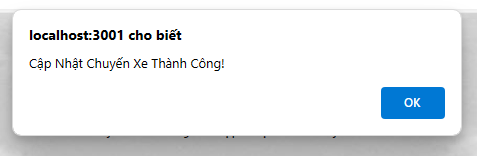 localhost:3001 cho biết
Cập Nhật Chuyến Xe Thành Công!
OK